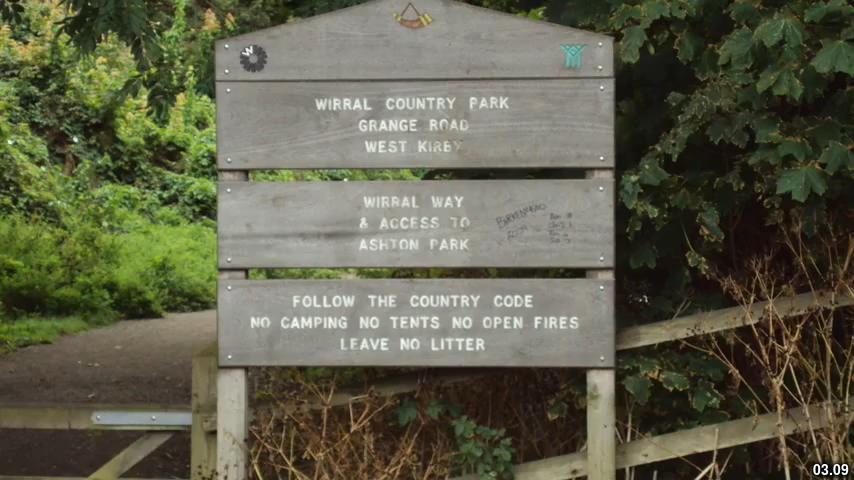 W
WIRRAL COUNTRY PARK
GRANGE ROAD
WEST KIRBY
WIRRAL WAY
& ACCESS TO
ASHTON PARK
BIRKENHEAD
FOLLOW THE COUNTRY CODE
NO CAMPING NO TENTS NO OPEN FIRES
LEAVE NO LITTER
03.09